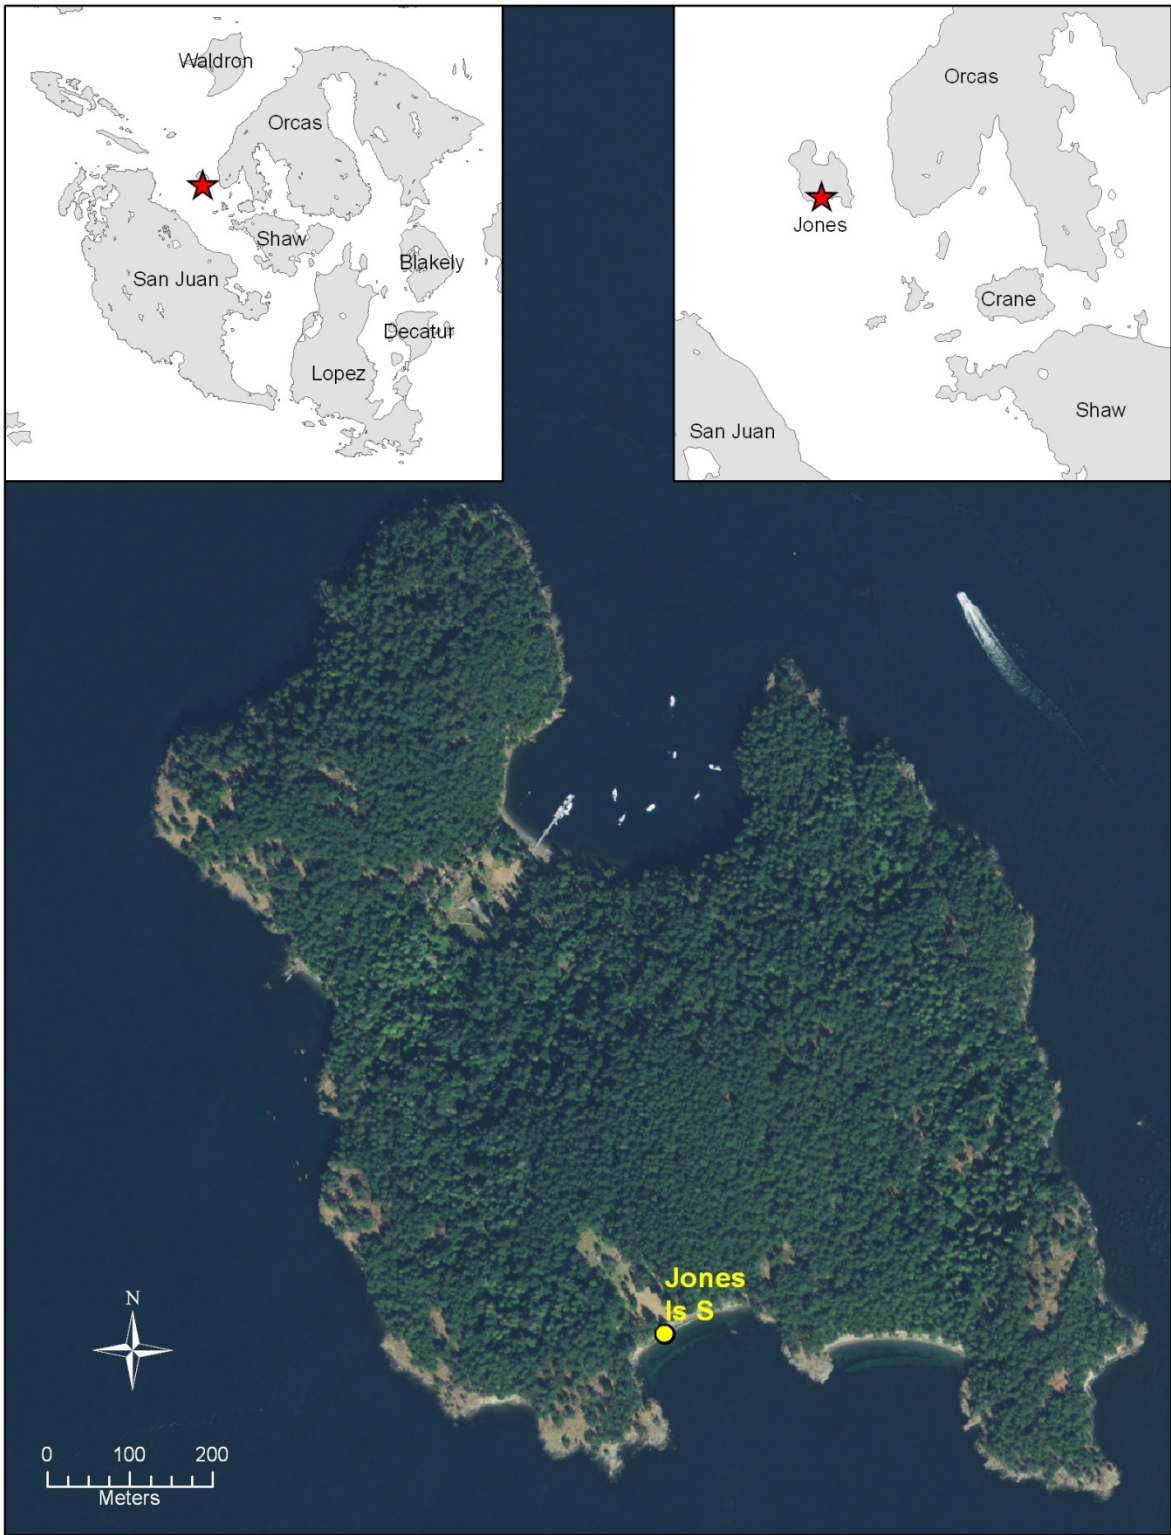 Waldron
Orcas
Shaw
San Juan
Blakely
Decatur
Lopez
Orcas
Jones
Crane
Shaw
San Juan
Jones
Is S
N
0 100 200
Meters